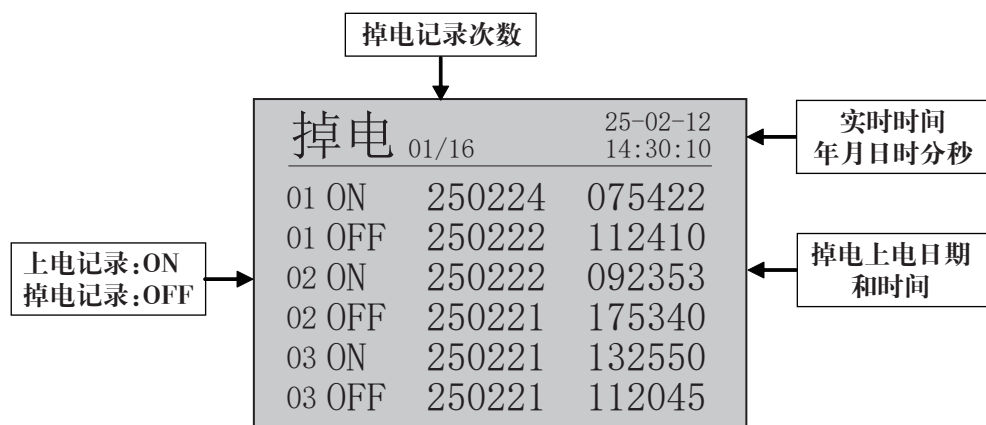 掉电记录次数
掉电 01/16
25-02-12
14:30:10
实时时间
年月日时分秒
01 ON 250224 075422
01 OFF 250222 112410
02 ON 250222 092353
02 OFF 250221 175340
03 ON 250221 132550
03 OFF 250221 112045
上电记录:ON
掉电记录:OFF
掉电上电日期
和时间